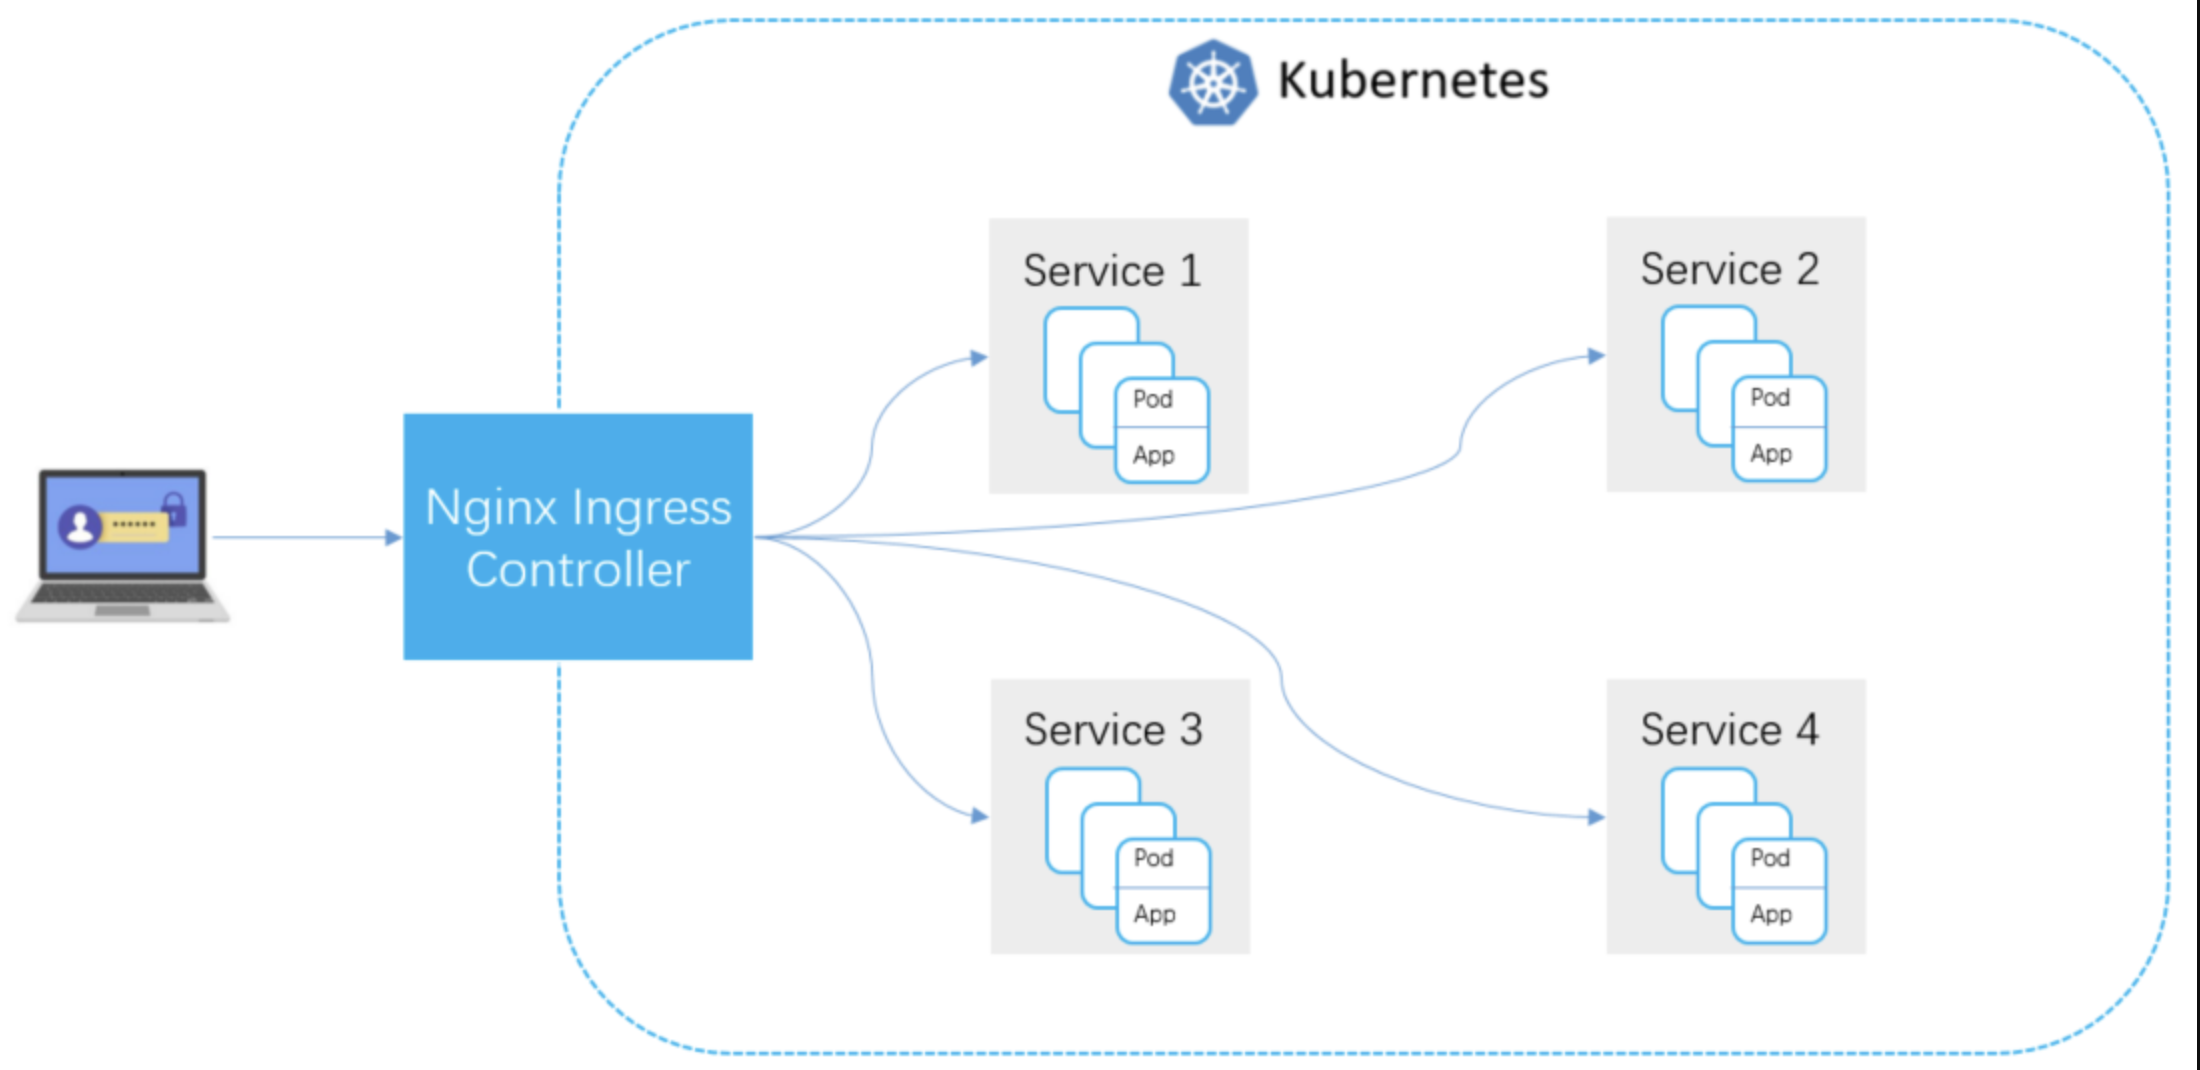 Kubernetes
Service 1
Pod
App
Service 2
Pod
App
Nginx Ingress
Controller
Service 3
Pod
App
Service 4
Pod
App